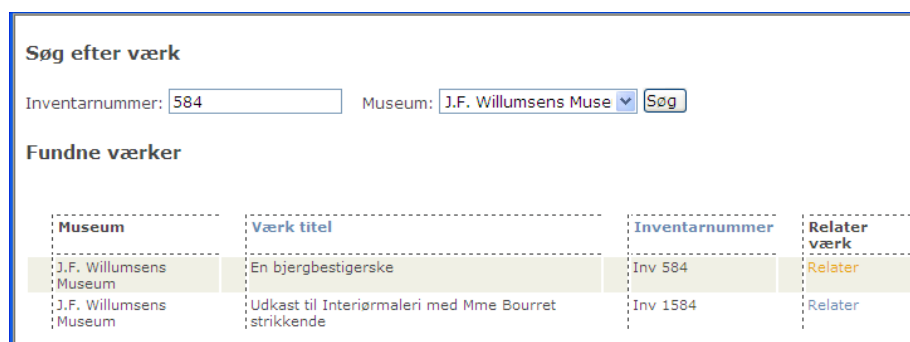 Søg efter værk
Inventarnummer: 584 Museum: J.F. Willumsens Muse Søg
Fundne værker
Museum Værk titel Inventarnummer Relater
værk
J.F. Willumsens En bjergbestigerske Inv 584 Relater
Museum
J.F. Willumsens Udkast til Interiørmaleri med Mme Bourret Inv 1584 Relater
Museum strikkende